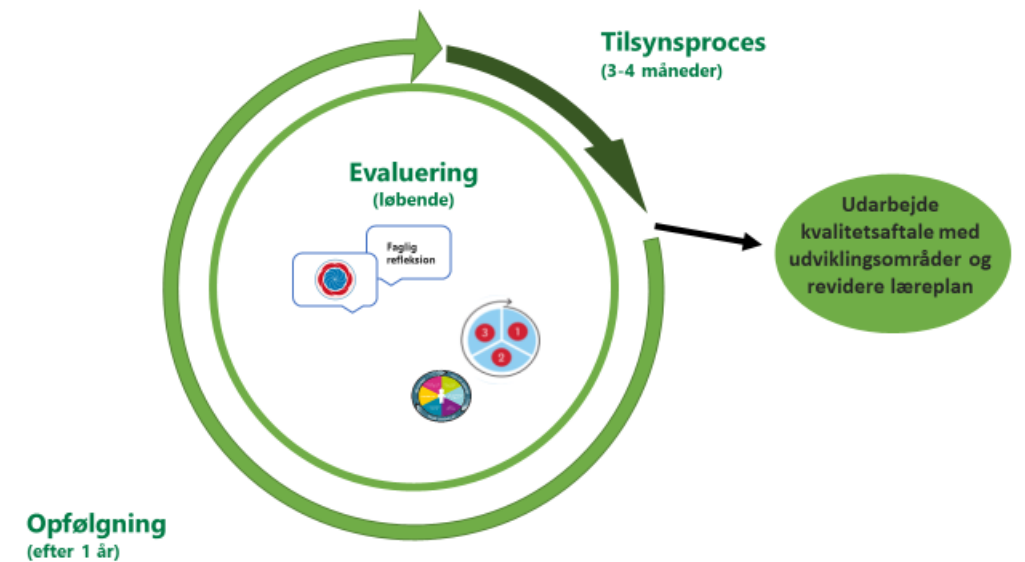 Tilsynsproces
(3-4 måneder)
Evaluering
(løbende)
Faglig
refleksion
3
1
2
Udarbejde
kvalitetsaftale med
udviklingsområder og
revidere læreplan
Opfølgning
(efter 1 år)